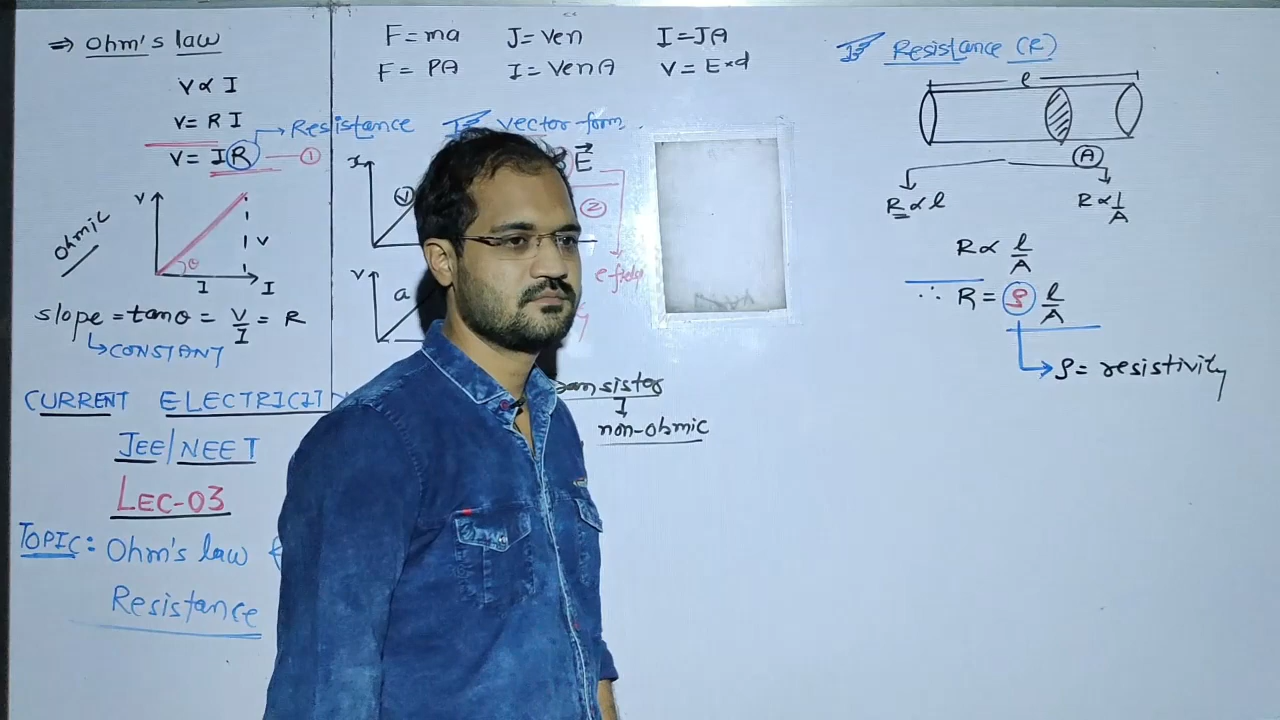 ⇒ Ohm's law
V ∝ I
V = R I
→ Resistance
V = I R — ①
Ohmic
V
θ
V
I
I
slope = tanθ = V/I = R
↳ CONSTANT
CURRENT ELECTRICIT
JEE/NEET
LEC-03
TOPIC: Ohm's law
Resistance
F = ma J = ven I = JA
F = PA I = VenA V = E×d
☞ Vector form
E⃗
②
V
V
a
non-ohmic
☞ Resistance (R)
l
A
R ∝ l R ∝ 1/A
R ∝ l/A
∴ R = ρ l/A
→ ρ = resistivity